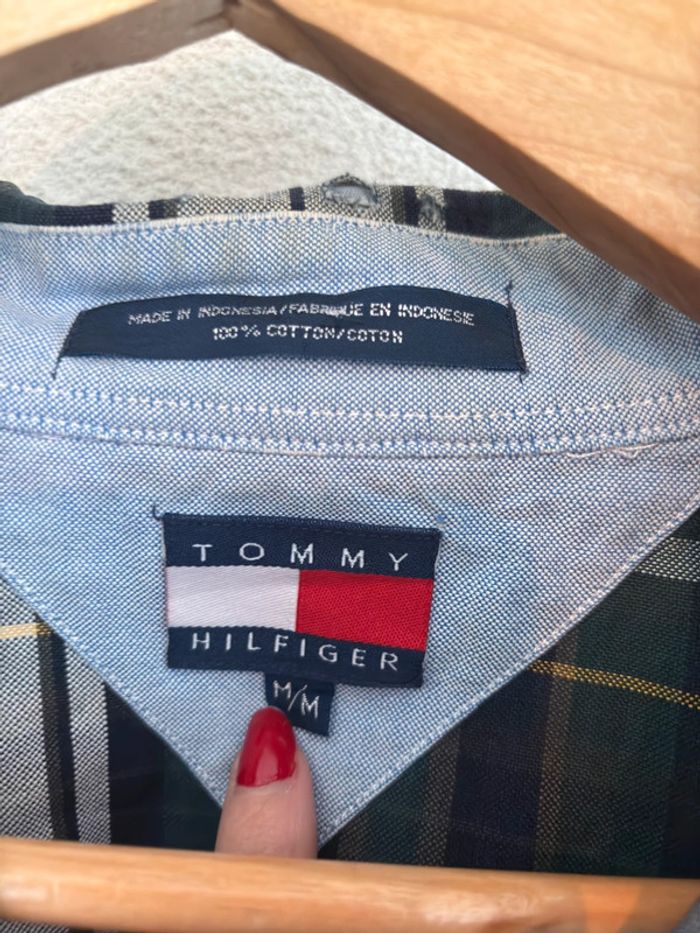 MADE IN INDONESIA/FABRIQUE EN INDONESIE
100% COTTON/COTON
TOMMY
HILFIGER
M/M